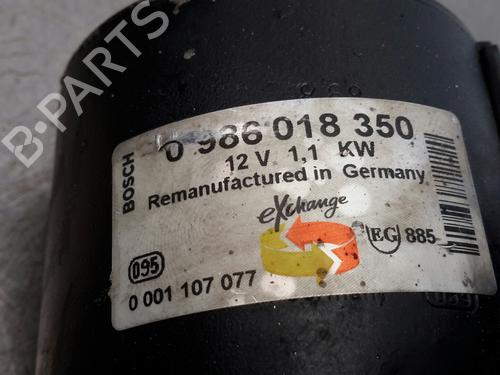 B-PARTS
BOSCH
0 986 018 350
12 V 1,1 KW
Remanufactured in Germany
eXchange
EG 885
095
0 001 107 077